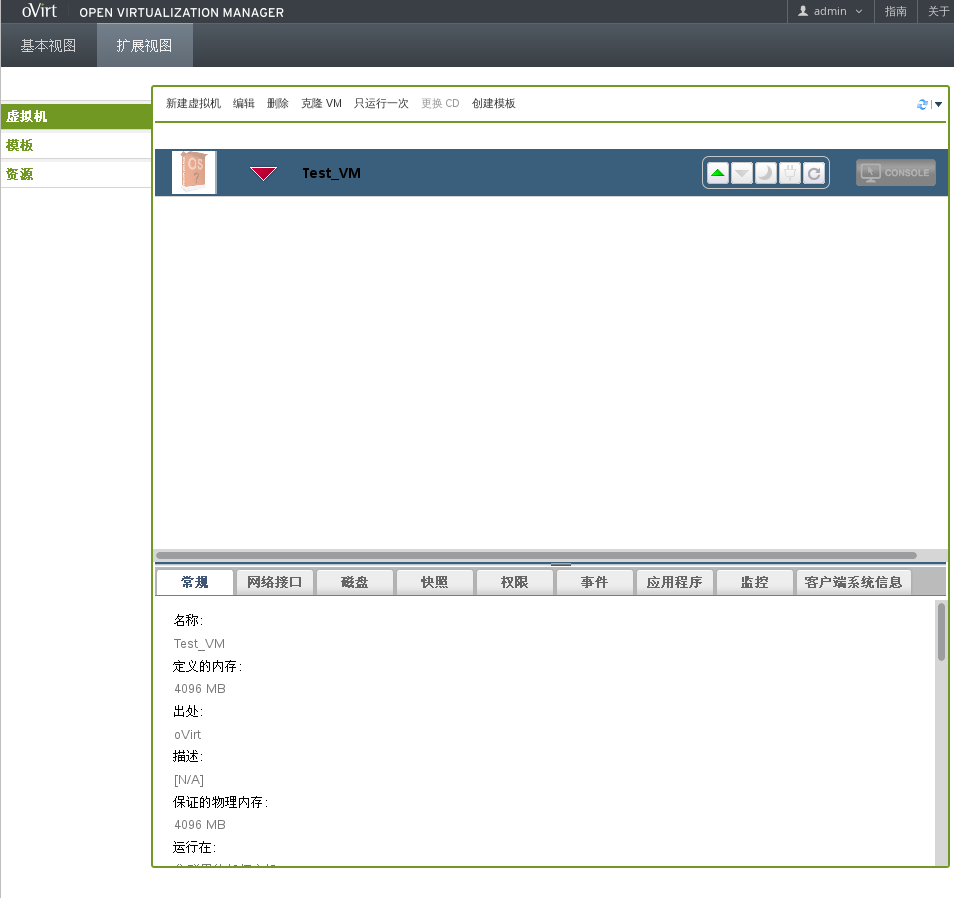 oVirt OPEN VIRTUALIZATION MANAGER admin 指南 关于
基本视图 扩展视图
新建虚拟机 编辑 删除 克隆 VM 只运行一次 更换 CD 创建模板
虚拟机
模板
资源
OS ? Test_VM CONSOLE
常规 网络接口 磁盘 快照 权限 事件 应用程序 监控 客户端系统信息
名称:
Test_VM
定义的内存:
4096 MB
出处:
oVirt
描述:
[N/A]
保证的物理内存:
4096 MB
运行在: